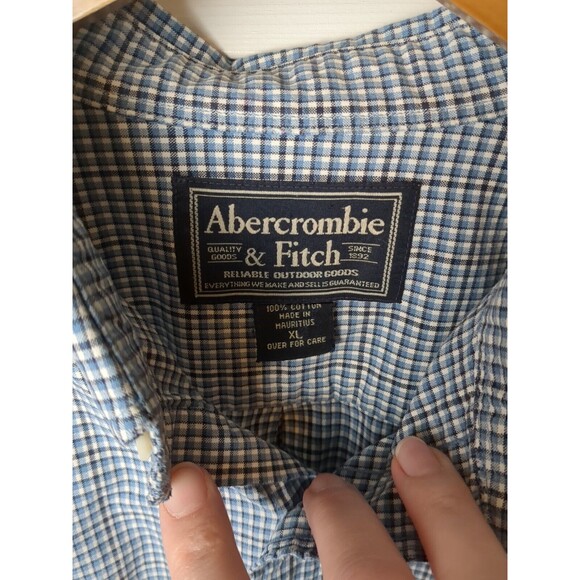 Abercrombie
QUALITY GOODS & Fitch SINCE 1892
RELIABLE OUTDOOR GOODS
EVERYTHING WE MAKE AND SELL IS GUARANTEED
100% COTTON
MADE IN
MAURITIUS
XL
OVER FOR CARE